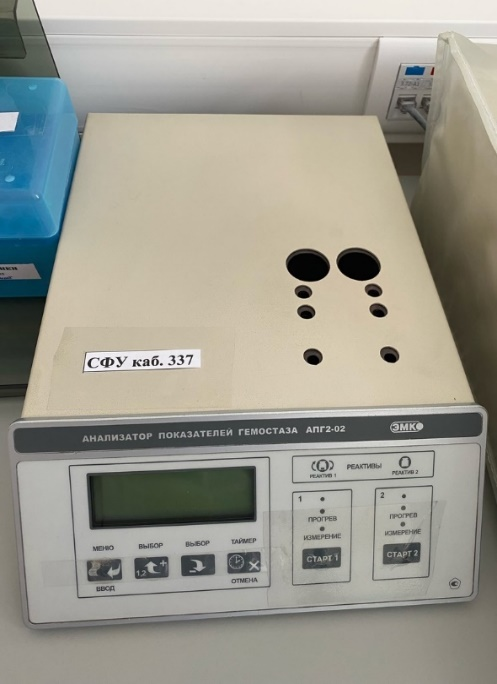 СФУ каб. 337
АНАЛИЗАТОР ПОКАЗАТЕЛЕЙ ГЕМОСТАЗА АПГ2-02
ЭМКО
РЕАКТИВЫ
РЕАКТИВ 1
РЕАКТИВ 2
1
2
ПРОГРЕВ
ПРОГРЕВ
ИЗМЕРЕНИЕ
ИЗМЕРЕНИЕ
СТАРТ 1
СТАРТ 2
МЕНЮ
ВЫБОР
ВЫБОР
ТАЙМЕР
1,2
ВВОД
ОТМЕНА